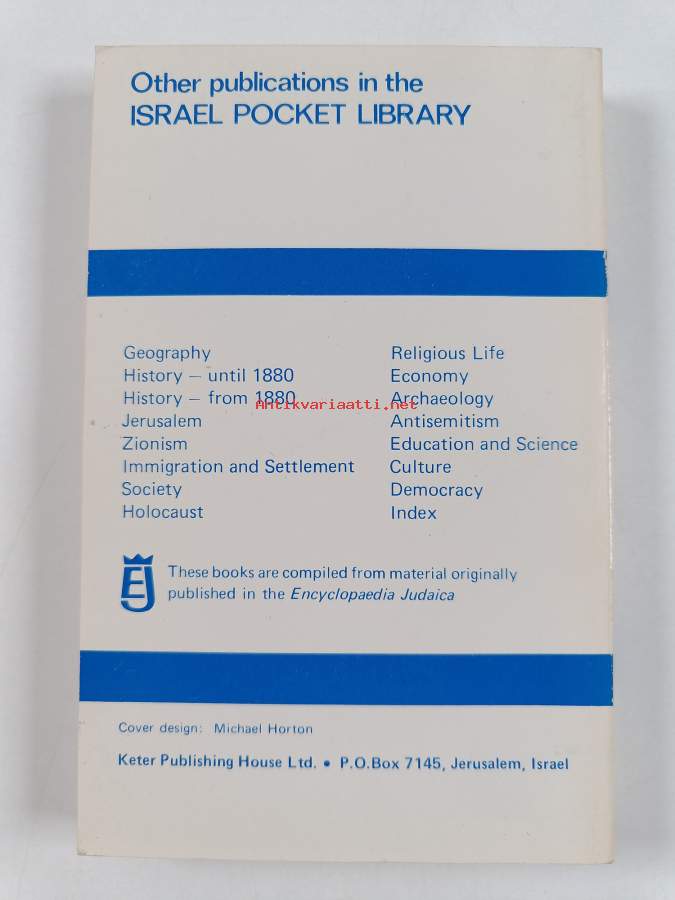 Other publications in the
ISRAEL POCKET LIBRARY
Geography
History – until 1880
History – from 1880
Jerusalem
Zionism
Immigration and Settlement
Society
Holocaust
Religious Life
Economy
Archaeology
Antisemitism
Education and Science
Culture
Democracy
Index
Antikvariaatti.net
EJ
These books are compiled from material originally
published in the Encyclopaedia Judaica
Cover design: Michael Horton
Keter Publishing House Ltd. • P.O.Box 7145, Jerusalem, Israel